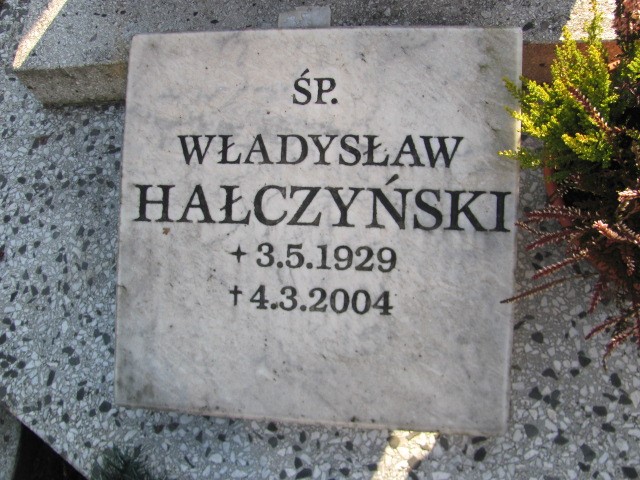 ŚP.
WŁADYSŁAW
HAŁCZYŃSKI
+ 3.5.1929
† 4.3.2004